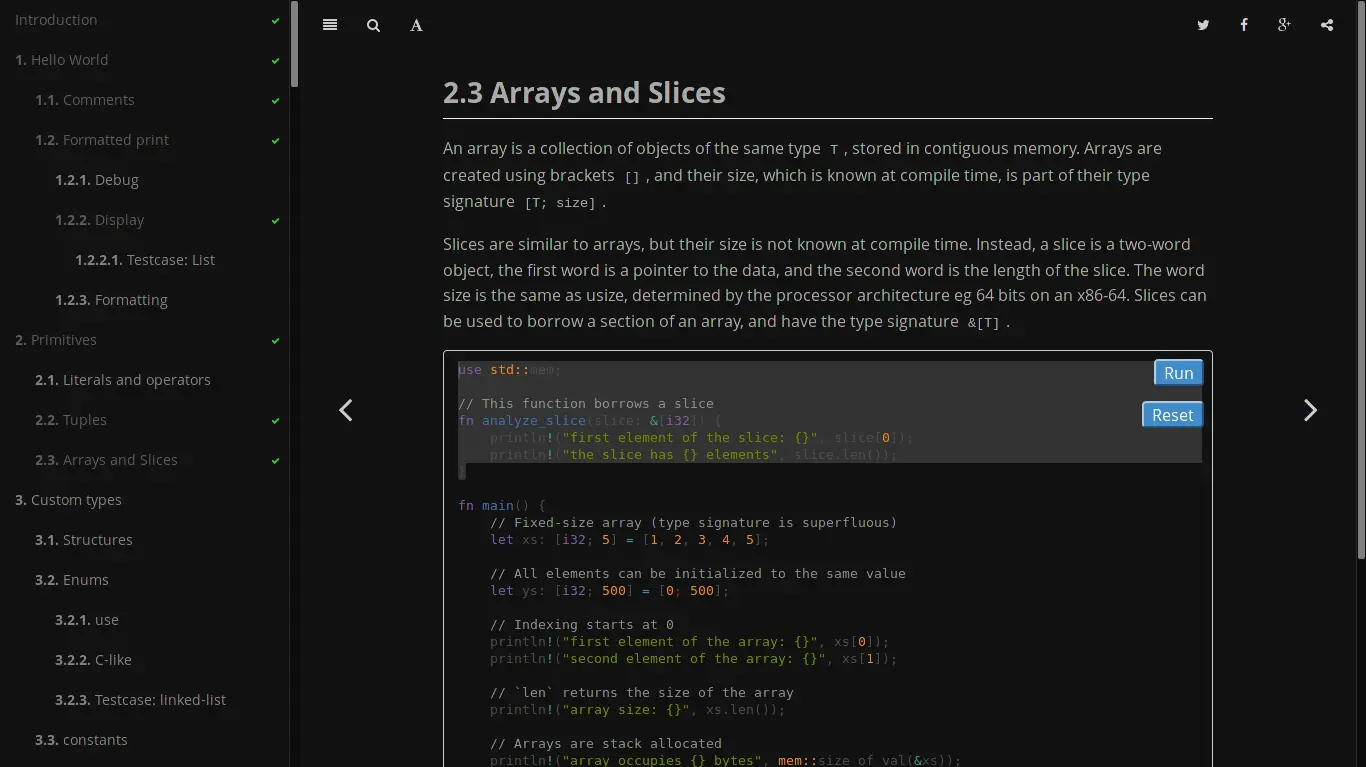 Introduction
1. Hello World
1.1. Comments
1.2. Formatted print
1.2.1. Debug
1.2.2. Display
1.2.2.1. Testcase: List
1.2.3. Formatting
2. Primitives
2.1. Literals and operators
2.2. Tuples
2.3. Arrays and Slices
3. Custom types
3.1. Structures
3.2. Enums
3.2.1. use
3.2.2. C-like
3.2.3. Testcase: linked-list
3.3. constants
A
2.3 Arrays and Slices
An array is a collection of objects of the same type T , stored in contiguous memory. Arrays are
created using brackets [] , and their size, which is known at compile time, is part of their type
signature [T; size] .
Slices are similar to arrays, but their size is not known at compile time. Instead, a slice is a two-word
object, the first word is a pointer to the data, and the second word is the length of the slice. The word
size is the same as usize, determined by the processor architecture eg 64 bits on an x86-64. Slices can
be used to borrow a section of an array, and have the type signature &[T] .
Run
Reset
use std::mem;
// This function borrows a slice
fn analyze_slice(slice: &[i32]) {
println!("first element of the slice: {}", slice[0]);
println!("the slice has {} elements", slice.len());
}
fn main() {
// Fixed-size array (type signature is superfluous)
let xs: [i32; 5] = [1, 2, 3, 4, 5];
// All elements can be initialized to the same value
let ys: [i32; 500] = [0; 500];
// Indexing starts at 0
println!("first element of the array: {}", xs[0]);
println!("second element of the array: {}", xs[1]);
// `len` returns the size of the array
println!("array size: {}", xs.len());
// Arrays are stack allocated
println!("array occupies {} bytes", mem::size_of_val(&xs));